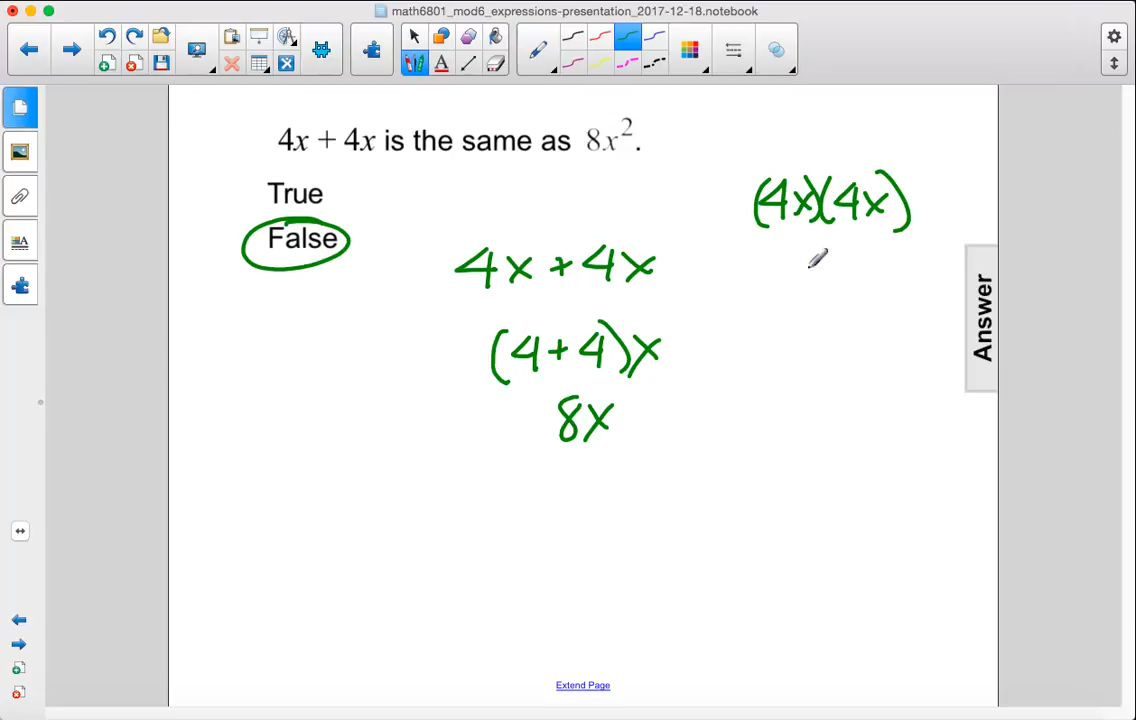 math6801_mod6_expressions-presentation_2017-12-18.notebook
4x + 4x is the same as 8x².
True
False
(4x)(4x)
4x + 4x
(4 + 4)x
8x
Answer
Extend Page